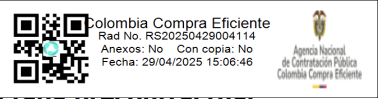 Colombia Compra Eficiente
Rad No. RS20250429004114
Anexos: No Con copia: No
Fecha: 29/04/2025 15:06:46
Agencia Nacional
de Contratación Pública
Colombia Compra Eficiente